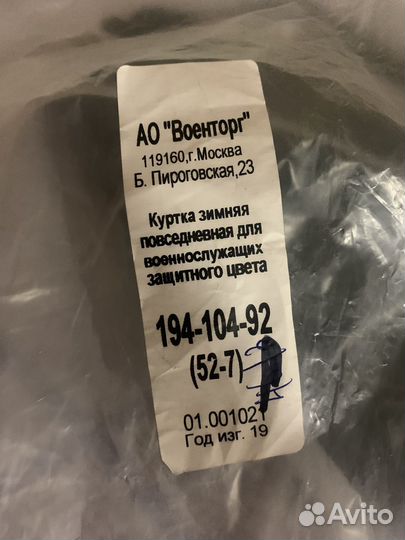 АО "Военторг"
119160,г.Москва
Б. Пироговская,23
Куртка зимняя
повседневная для
военнослужащих
защитного цвета
194-104-92
(52-7)
01.001021
Год изг. 19
Avito